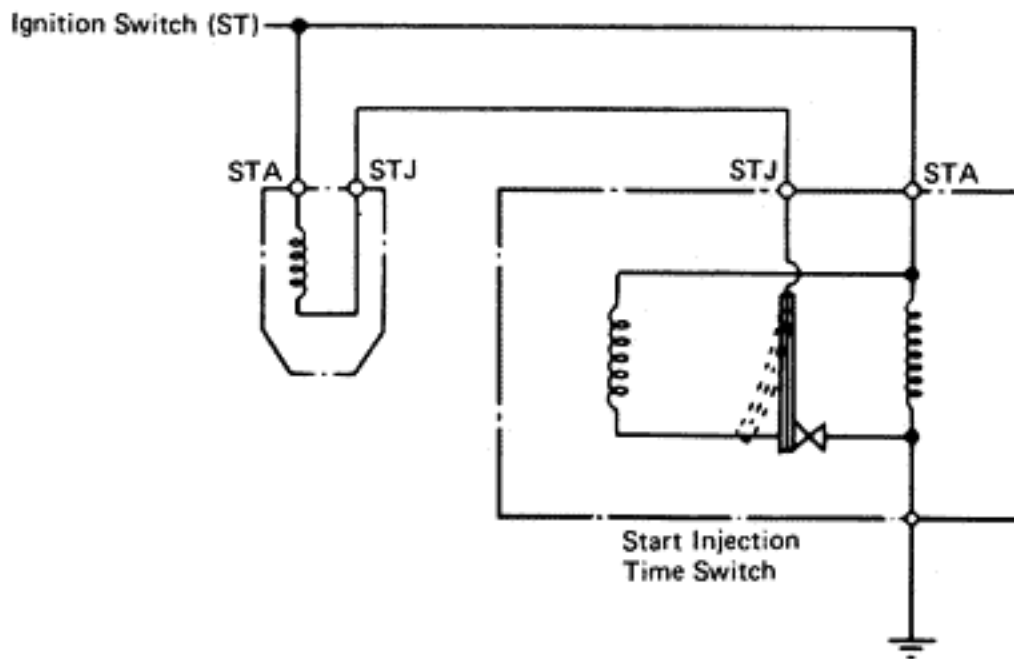 Ignition Switch (ST)
STA
STJ
STJ
STA
Start Injection
Time Switch